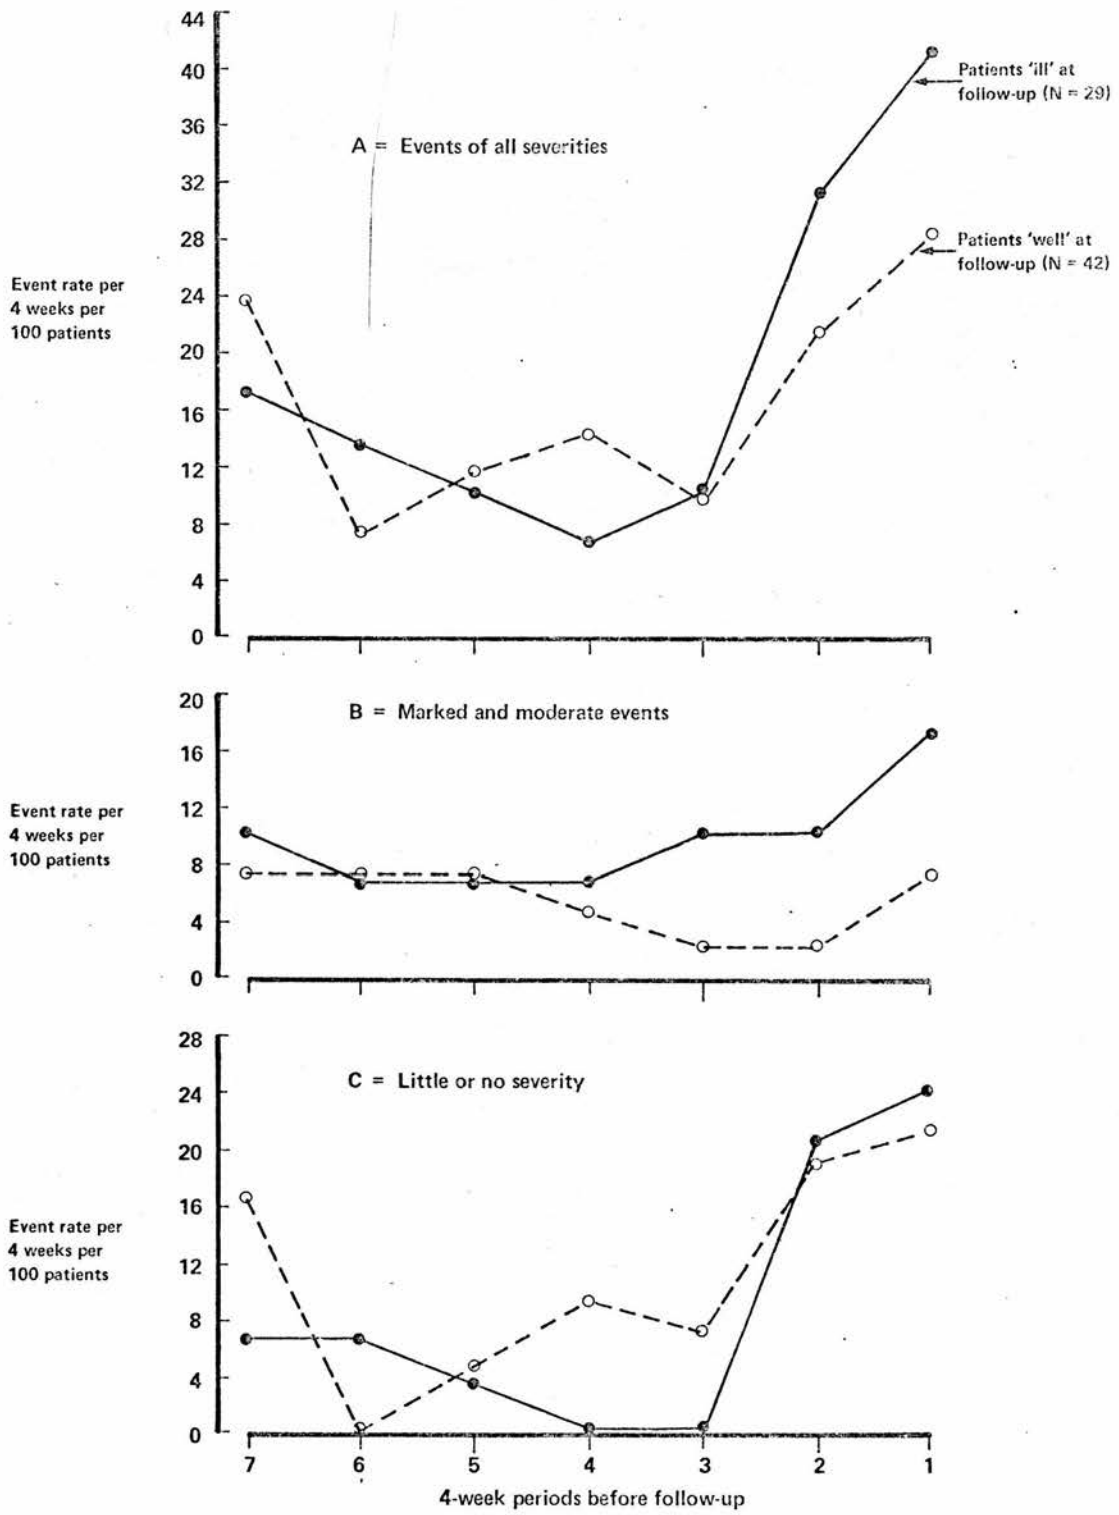 44
40
36
32
28
24
20
16
12
8
4
0
A = Events of all severities
Patients 'ill' at
follow-up (N = 29)
Patients 'well' at
follow-up (N = 42)
Event rate per
4 weeks per
100 patients
20
16
12
8
4
0
B = Marked and moderate events
Event rate per
4 weeks per
100 patients
28
24
20
16
12
8
4
0
C = Little or no severity
Event rate per
4 weeks per
100 patients
7 6 5 4 3 2 1
4-week periods before follow-up